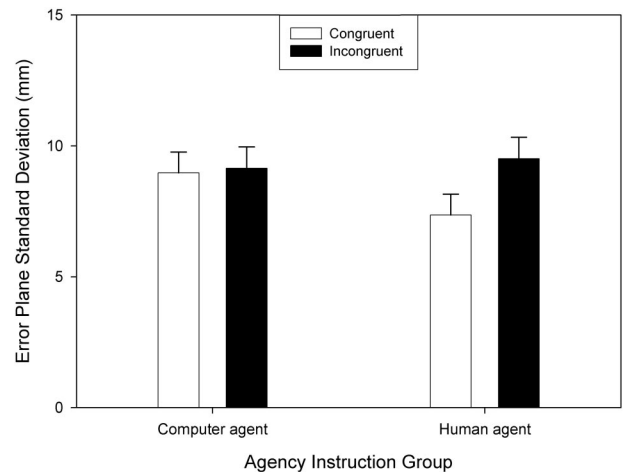 15
Congruent
Incongruent
10
5
0
Error Plane Standard Deviation (mm)
Computer agent
Human agent
Agency Instruction Group